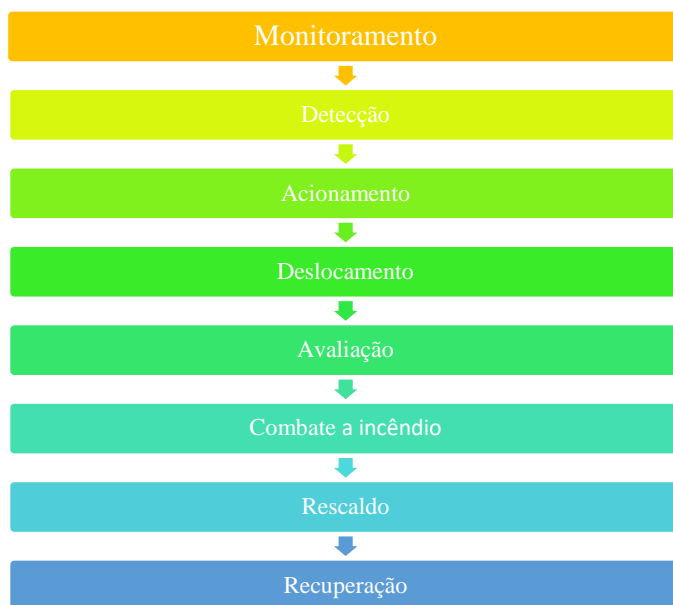 Monitoramento
Detecção
Acionamento
Deslocamento
Avaliação
Combate a incêndio
Rescaldo
Recuperação